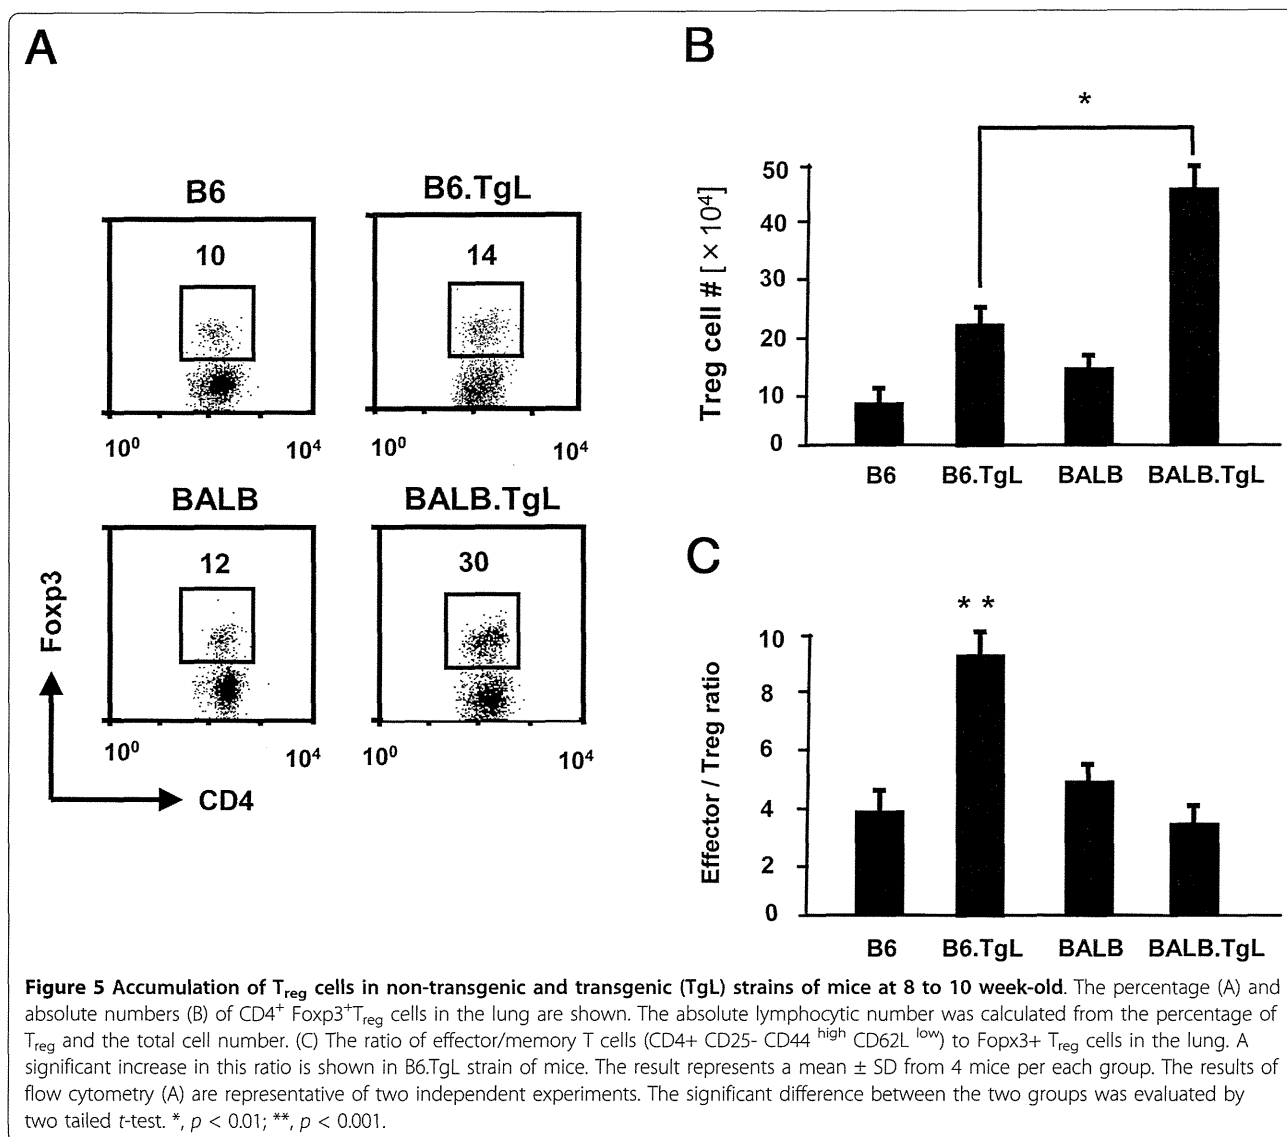 A
B6
10
10⁰ 10⁴
B6.TgL
14
10⁰ 10⁴
BALB
12
10⁰ 10⁴
BALB.TgL
30
10⁰ 10⁴
Foxp3
CD4
B
*
Treg cell # [×10⁴]
50
40
30
20
10
0
B6 B6.TgL BALB BALB.TgL
C
**
Effector / Treg ratio
10
8
6
4
2
0
B6 B6.TgL BALB BALB.TgL
Figure 5 Accumulation of Treg cells in non-transgenic and transgenic (TgL) strains of mice at 8 to 10 week-old. The percentage (A) and
absolute numbers (B) of CD4⁺ Foxp3⁺Treg cells in the lung are shown. The absolute lymphocytic number was calculated from the percentage of
Treg and the total cell number. (C) The ratio of effector/memory T cells (CD4+ CD25- CD44 high CD62L low) to Fopx3+ Treg cells in the lung. A
significant increase in this ratio is shown in B6.TgL strain of mice. The result represents a mean ± SD from 4 mice per each group. The results of
flow cytometry (A) are representative of two independent experiments. The significant difference between the two groups was evaluated by
two tailed t-test. *, p < 0.01; **, p < 0.001.